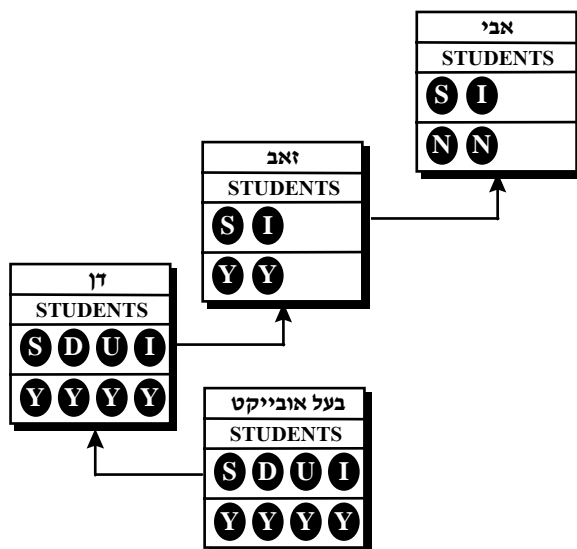 אבי
STUDENTS
S I
N N
זאב
STUDENTS
S I
Y Y
דן
STUDENTS
S D U I
Y Y Y Y
בעל אובייקט
STUDENTS
S D U I
Y Y Y Y